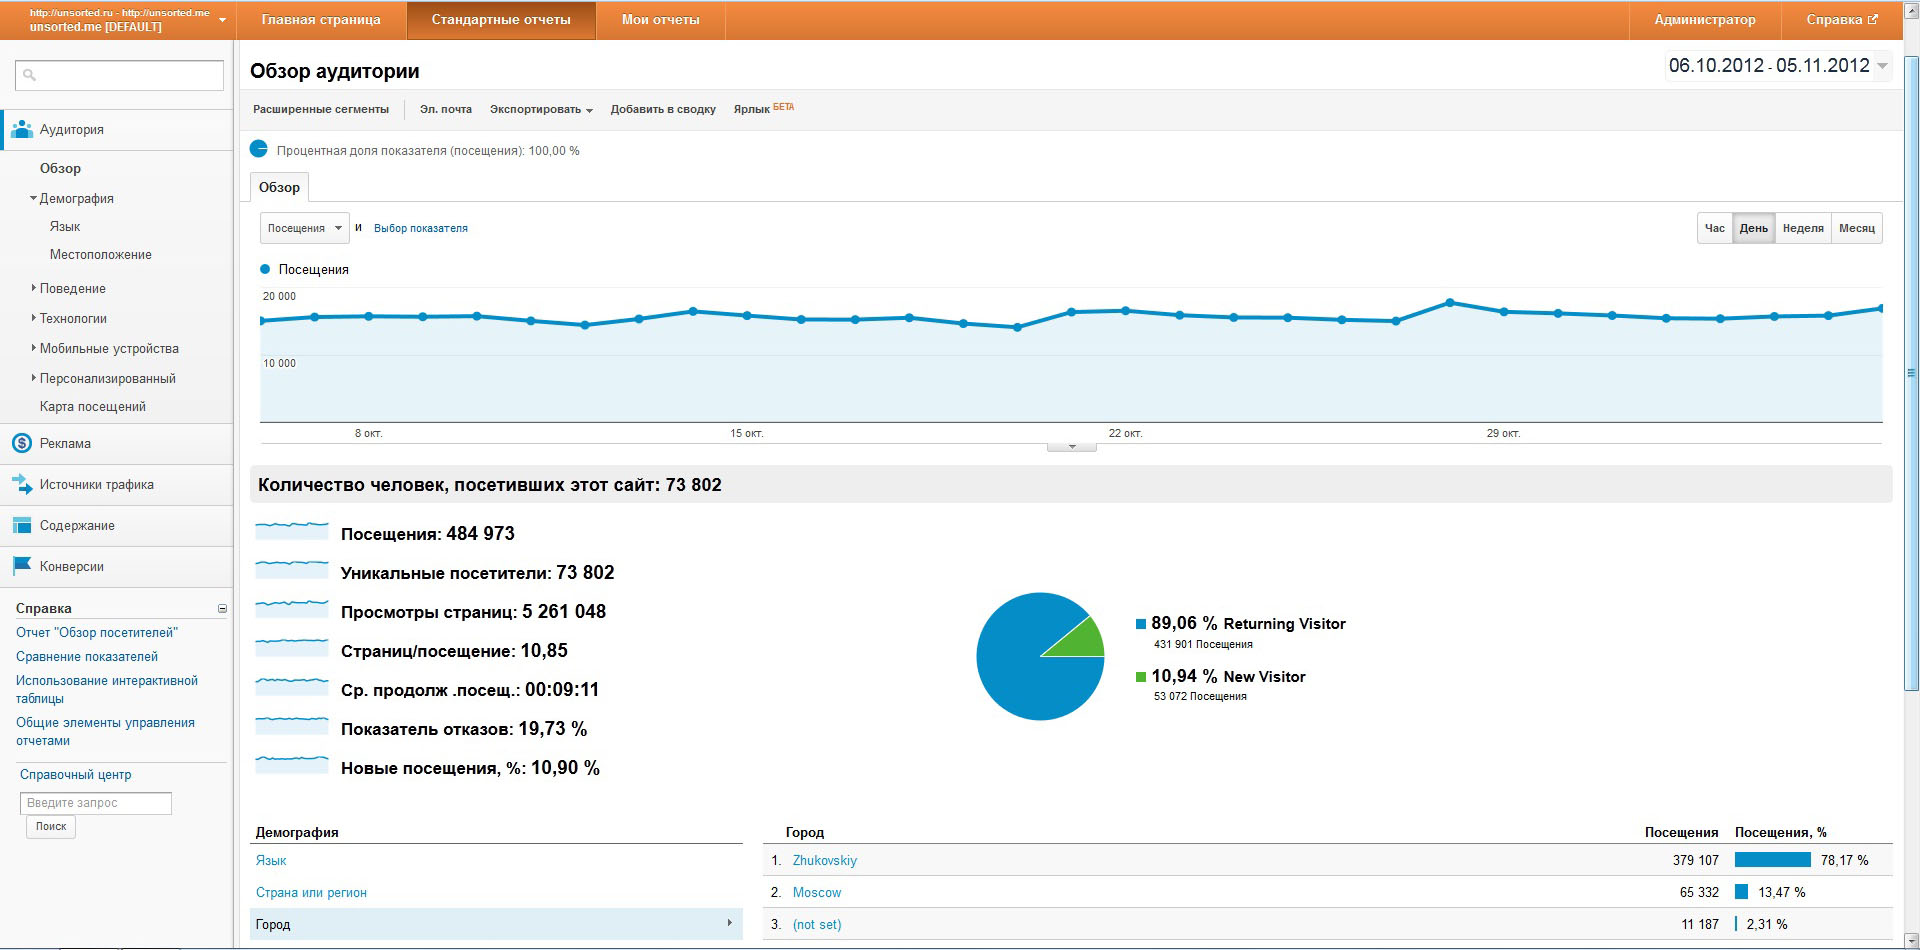 http://unsorted.ru - http://unsorted.me
unsorted.me [DEFAULT]
Главная страница
Стандартные отчеты
Мои отчеты
Администратор
Справка
Аудитория
Обзор
Демография
Язык
Местоположение
Поведение
Технологии
Мобильные устройства
Персонализированный
Карта посещений
Реклама
Источники трафика
Содержание
Конверсии
Справка
Отчет "Обзор посетителей"
Сравнение показателей
Использование интерактивной
таблицы
Общие элементы управления
отчетами
Справочный центр
Введите запрос
Поиск
Обзор аудитории
06.10.2012 - 05.11.2012
Расширенные сегменты
Эл. почта
Экспортировать
Добавить в сводку
Ярлык БЕТА
Процентная доля показателя (посещения): 100,00 %
Обзор
Посещения
и
Выбор показателя
Час
День
Неделя
Месяц
Посещения
20 000
10 000
8 окт.
15 окт.
22 окт.
29 окт.
Количество человек, посетивших этот сайт: 73 802
Посещения: 484 973
Уникальные посетители: 73 802
Просмотры страниц: 5 261 048
Страниц/посещение: 10,85
Ср. продолж .посещ.: 00:09:11
Показатель отказов: 19,73 %
Новые посещения, %: 10,90 %
89,06 % Returning Visitor
431 901 Посещения
10,94 % New Visitor
53 072 Посещения
Демография
Язык
Страна или регион
Город
Город Посещения Посещения, %
1. Zhukovskiy 379 107 78,17 %
2. Moscow 65 332 13,47 %
3. (not set) 11 187 2,31 %